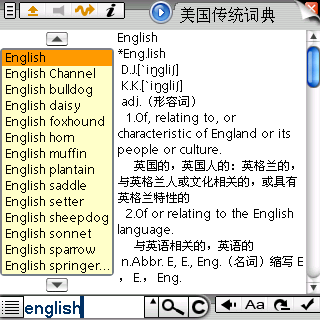 美国传统词典
English
English Channel
English bulldog
English daisy
English foxhound
English horn
English muffin
English plantain
English saddle
English setter
English sheepdog
English sonnet
English sparrow
English springer...
English
*Eng.lish
D.J.[ˋiŋgliʃ]
K.K.[ˋiŋgliʃ]
adj.（形容词）
1.Of, relating to, or
characteristic of England or its
people or culture.
英国的，英国人的：英格兰的，
与英格兰人或文化相关的，或具有
英格兰特性的
2.Of or relating to the English
language.
与英语相关的，英语的
n.Abbr. E, E., Eng.（名词）缩写 E
，E.，Eng.
english
C
Aa